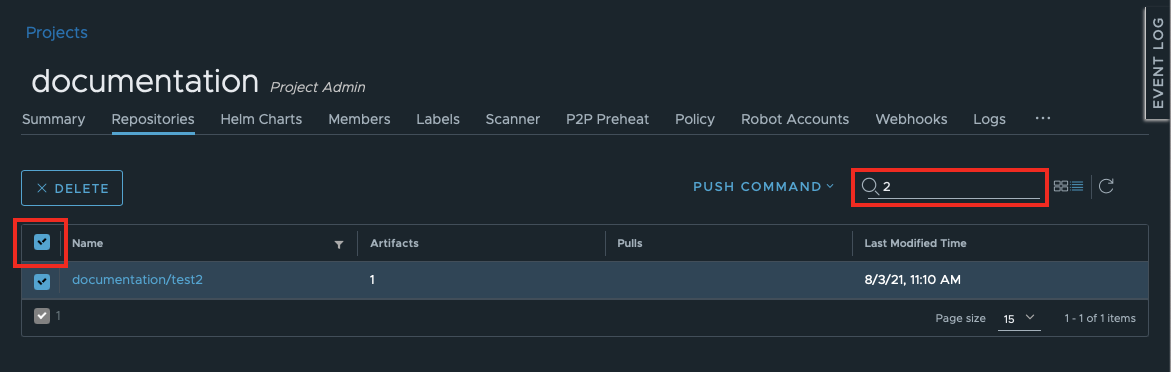 Projects
EVENT LOG
documentation Project Admin
Summary Repositories Helm Charts Members Labels Scanner P2P Preheat Policy Robot Accounts Webhooks Logs ...
DELETE PUSH COMMAND 2
Name Artifacts Pulls Last Modified Time
documentation/test2 1 8/3/21, 11:10 AM
1 Page size 15 1 - 1 of 1 items